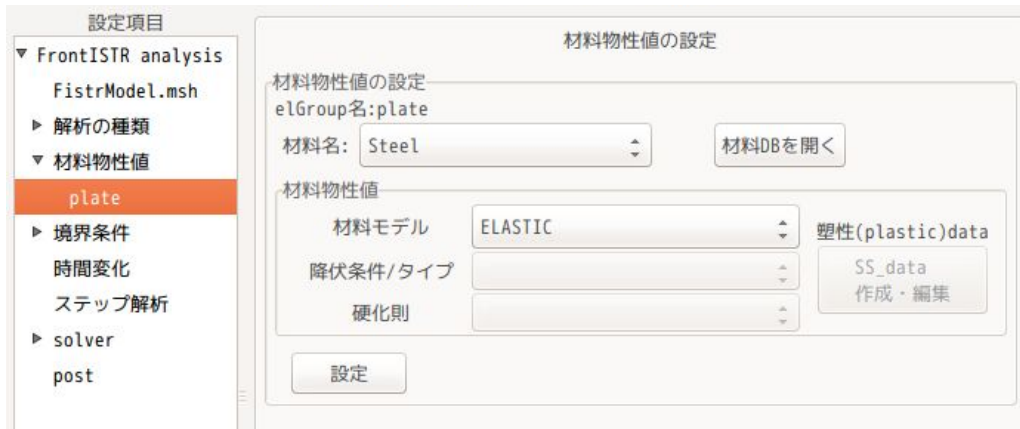 設定項目
▼ FrontISTR analysis
FistrModel.msh
▶ 解析の種類
▼ 材料物性値
plate
▶ 境界条件
時間変化
ステップ解析
▶ solver
post
材料物性値の設定
材料物性値の設定
elGroup名:plate
材料名: Steel 材料DBを開く
材料物性値
材料モデル ELASTIC 塑性(plastic)data
降伏条件/タイプ SS_data
作成・編集
硬化則
設定